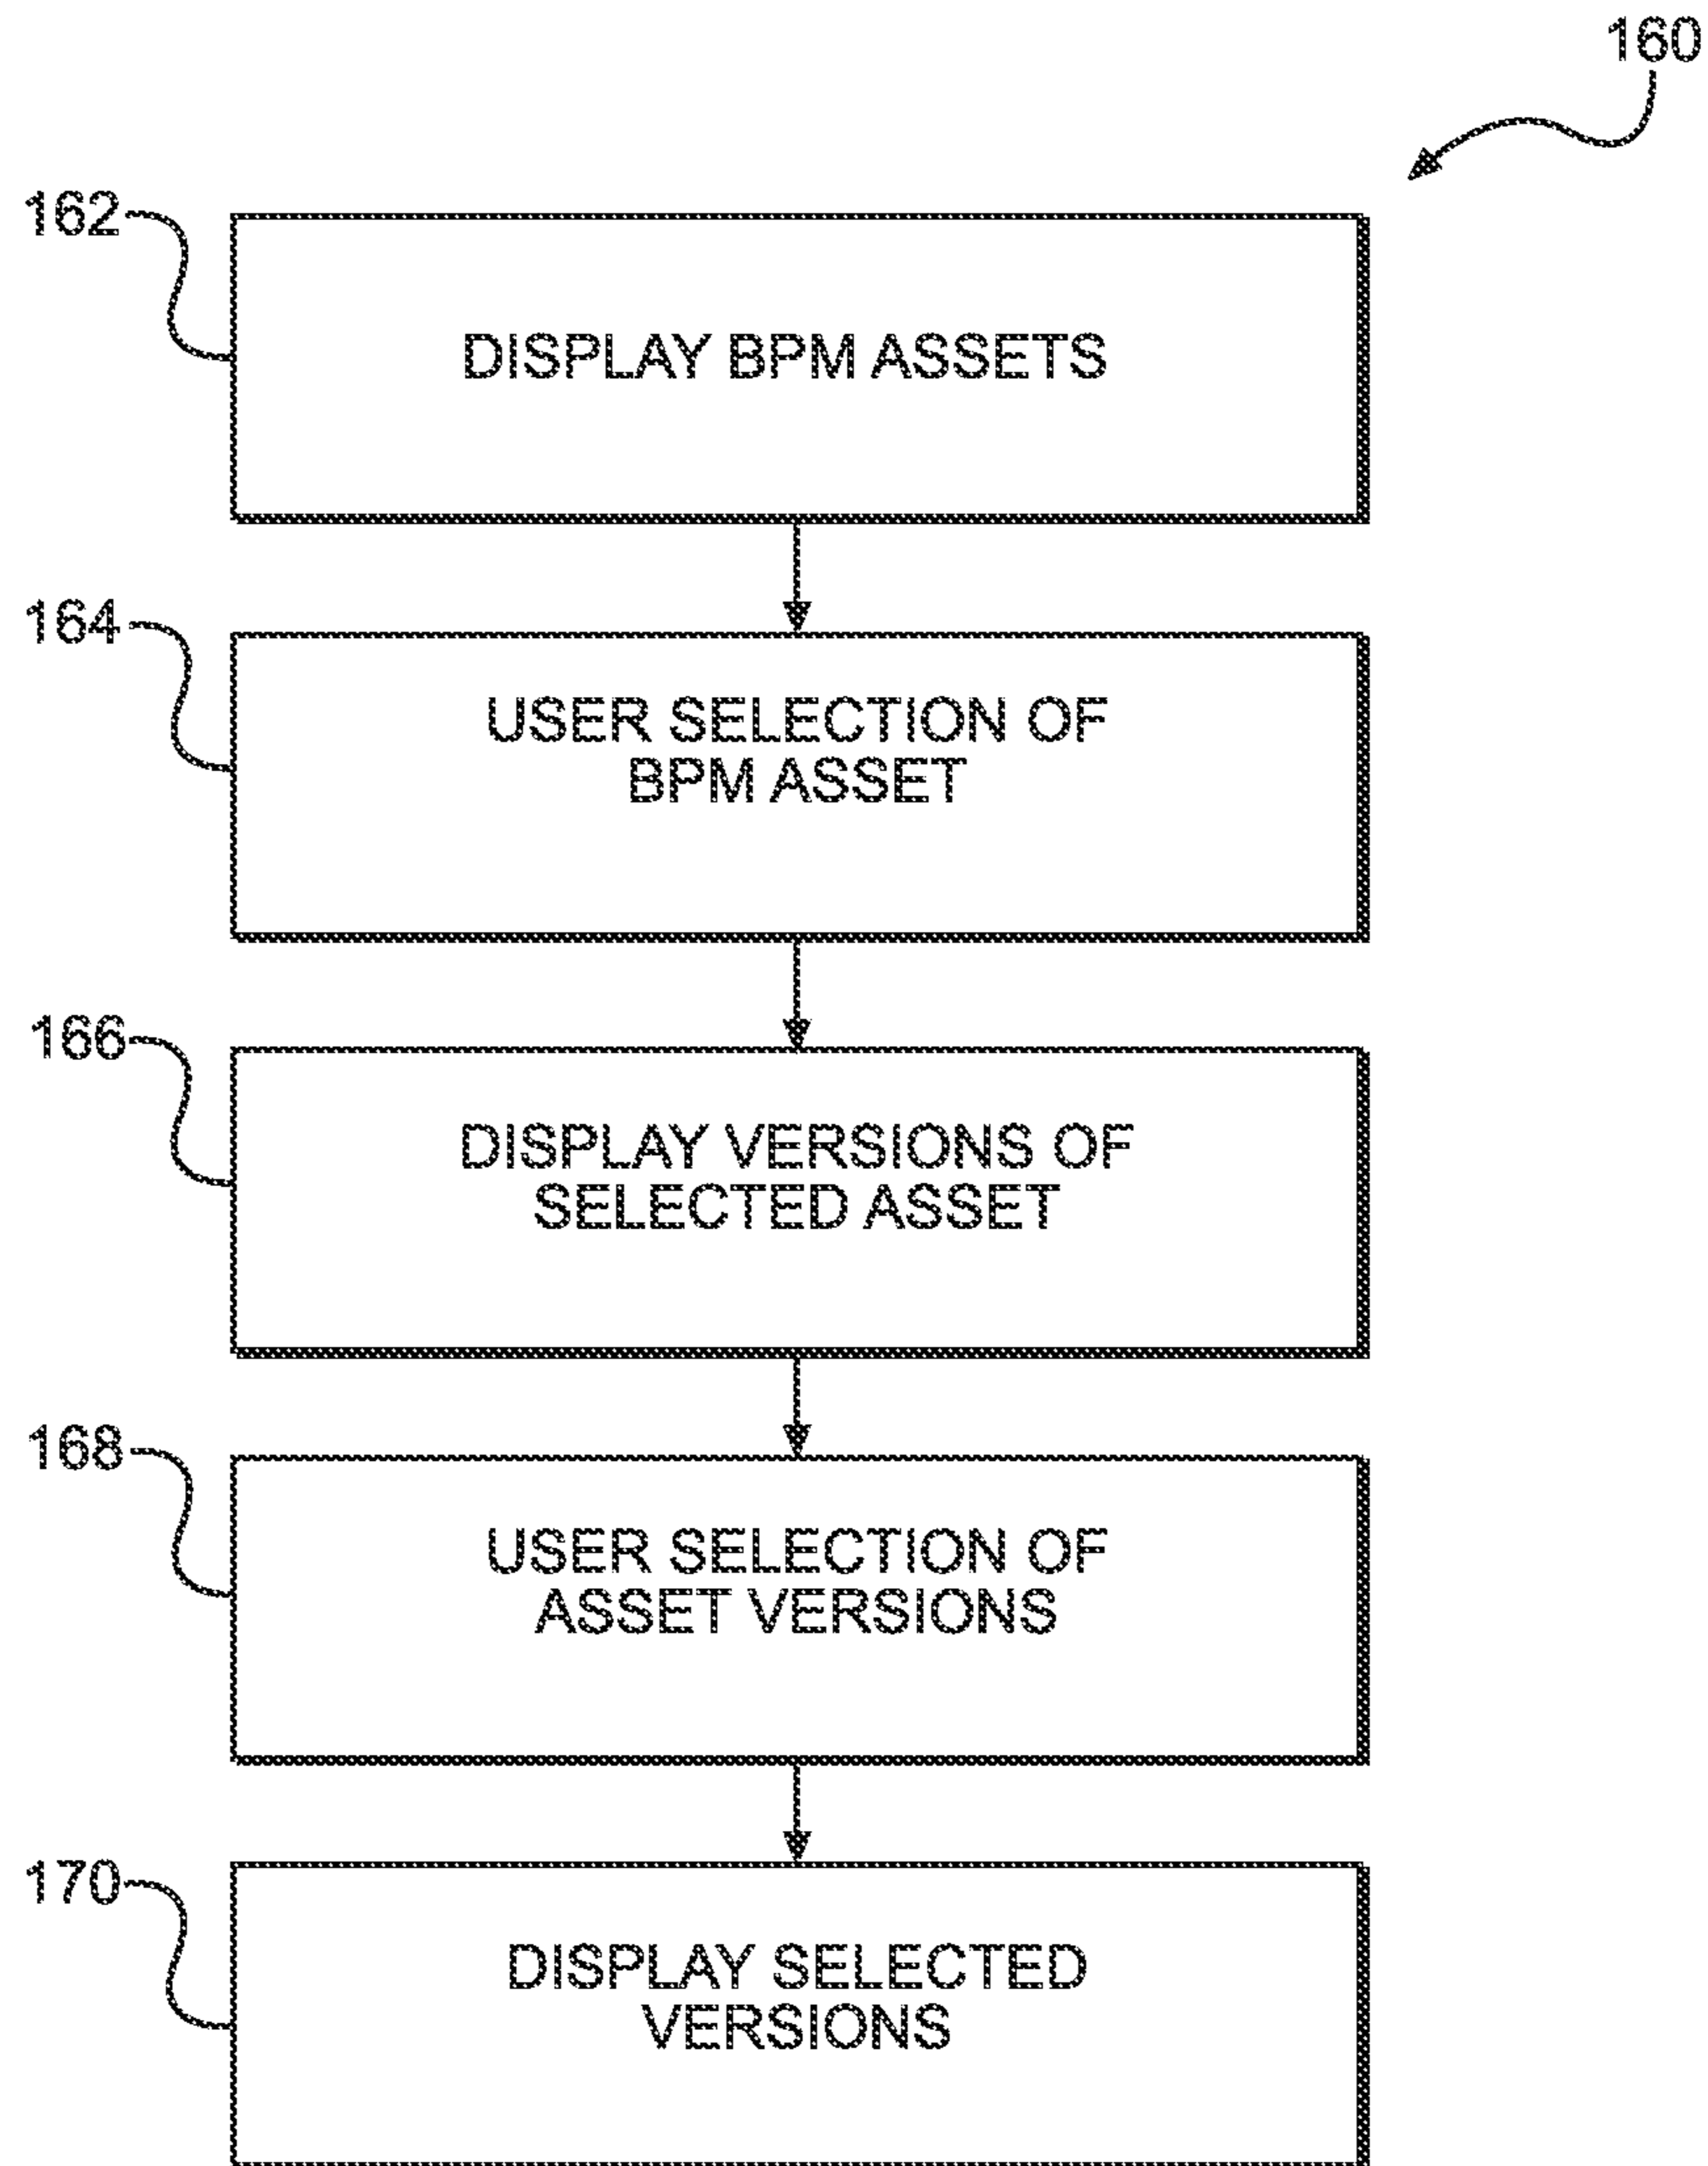 160
162
DISPLAY BPM ASSETS
164
USER SELECTION OF
BPM ASSET
166
DISPLAY VERSIONS OF
SELECTED ASSET
168
USER SELECTION OF
ASSET VERSIONS
170
DISPLAY SELECTED
VERSIONS